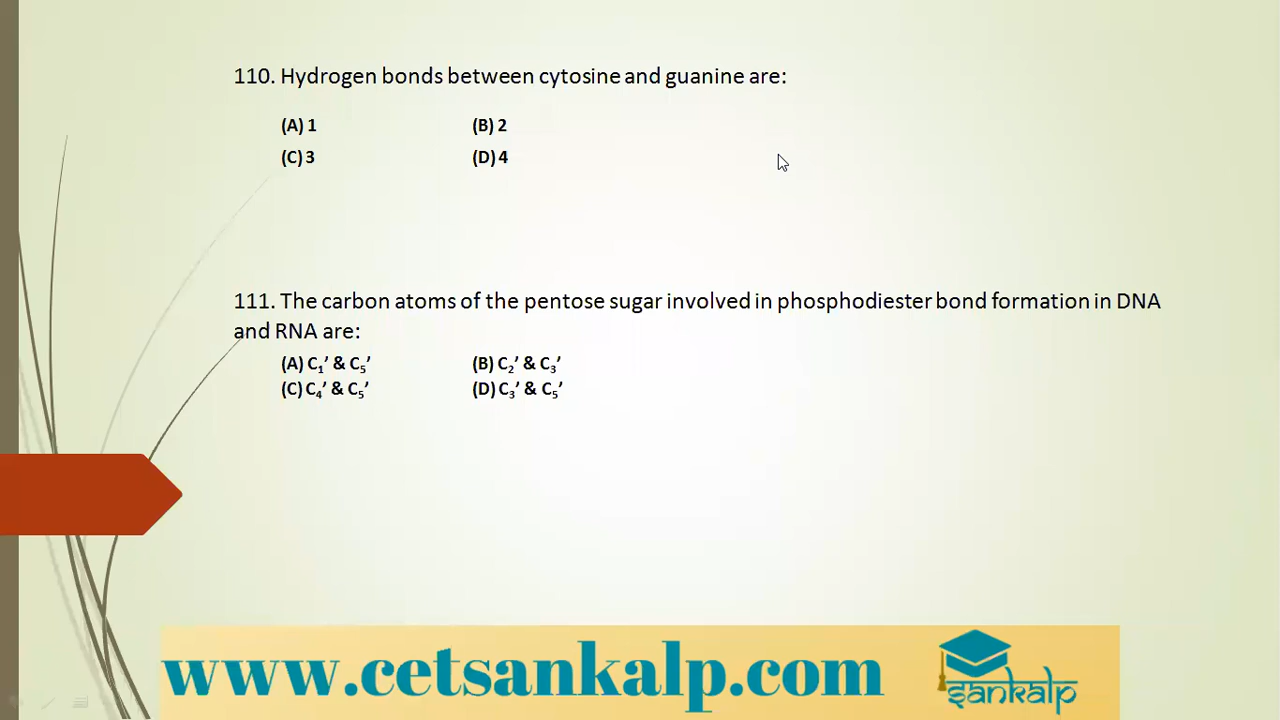 110. Hydrogen bonds between cytosine and guanine are:
(A) 1 (B) 2
(C) 3 (D) 4
111. The carbon atoms of the pentose sugar involved in phosphodiester bond formation in DNA
and RNA are:
(A) C₁’ & C₅’ (B) C₂’ & C₃’
(C) C₄’ & C₅’ (D) C₃’ & C₅’
www.cetsankalp.com
sankalp